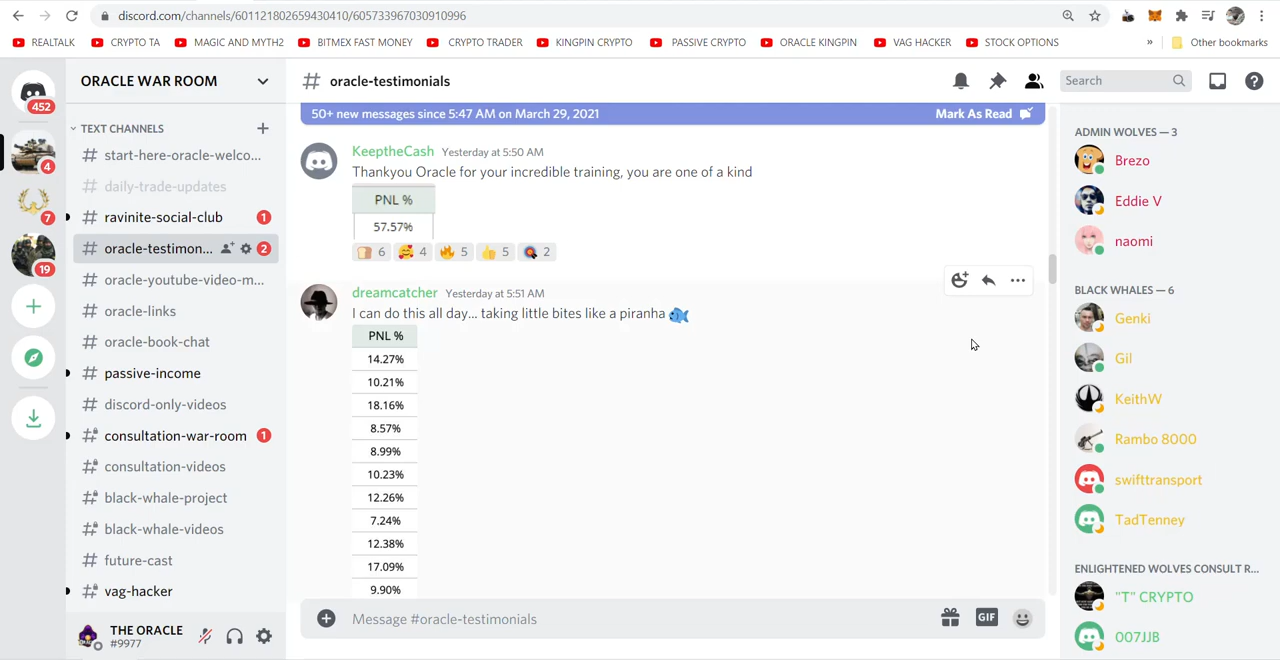 discord.com/channels/601121802659430410/605733967030910906
REALTALK
CRYPTO TA
MAGIC AND MYTH2
BITMEX FAST MONEY
CRYPTO TRADER
KINGPIN CRYPTO
PASSIVE CRYPTO
ORACLE KINGPIN
VAG HACKER
STOCK OPTIONS
»
Other bookmarks
452
4
7
19
ORACLE WAR ROOM
TEXT CHANNELS
# start-here-oracle-welco...
# daily-trade-updates
# ravinite-social-club 1
# oracle-testimon... 2
# oracle-youtube-video-m...
# oracle-links
# oracle-book-chat
# passive-income
# discord-only-videos
# consultation-war-room 1
# consultation-videos
# black-whale-project
# black-whale-videos
# future-cast
# vag-hacker
THE ORACLE
#9977
# oracle-testimonials
Search
50+ new messages since 5:47 AM on March 29, 2021
Mark As Read
KeeptheCash Yesterday at 5:50 AM
Thankyou Oracle for your incredible training, you are one of a kind
PNL %
57.57%
6 4 5 5 2
dreamcatcher Yesterday at 5:51 AM
I can do this all day... taking little bites like a piranha
PNL %
14.27%
10.21%
18.16%
8.57%
8.99%
10.23%
12.26%
7.24%
12.38%
17.09%
9.90%
Message #oracle-testimonials
GIF
ADMIN WOLVES — 3
Brezo
Eddie V
naomi
BLACK WHALES — 6
Genki
Gil
KeithW
Rambo 8000
swifttransport
TadTenney
ENLIGHTENED WOLVES CONSULT R...
"T" CRYPTO
007JJB